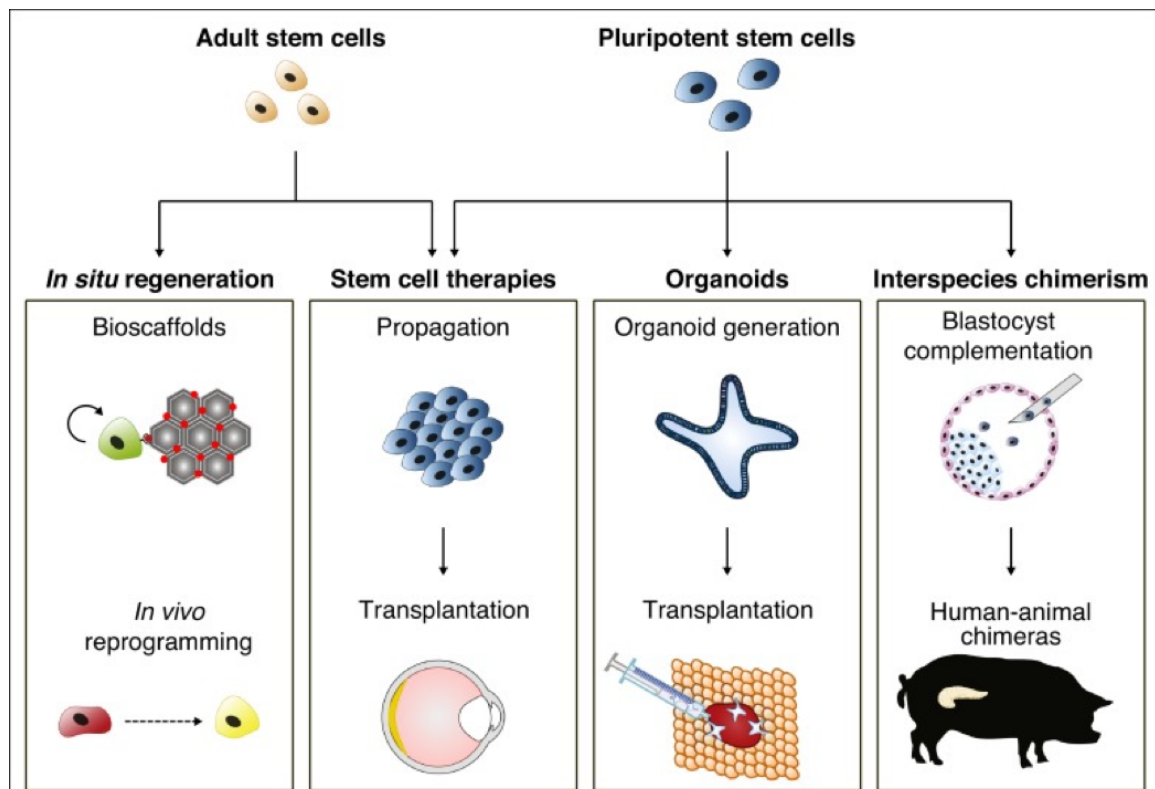 Adult stem cells
Pluripotent stem cells
In situ regeneration
Stem cell therapies
Organoids
Interspecies chimerism
Bioscaffolds
Propagation
Organoid generation
Blastocyst
complementation
In vivo
reprogramming
Transplantation
Transplantation
Human-animal
chimeras